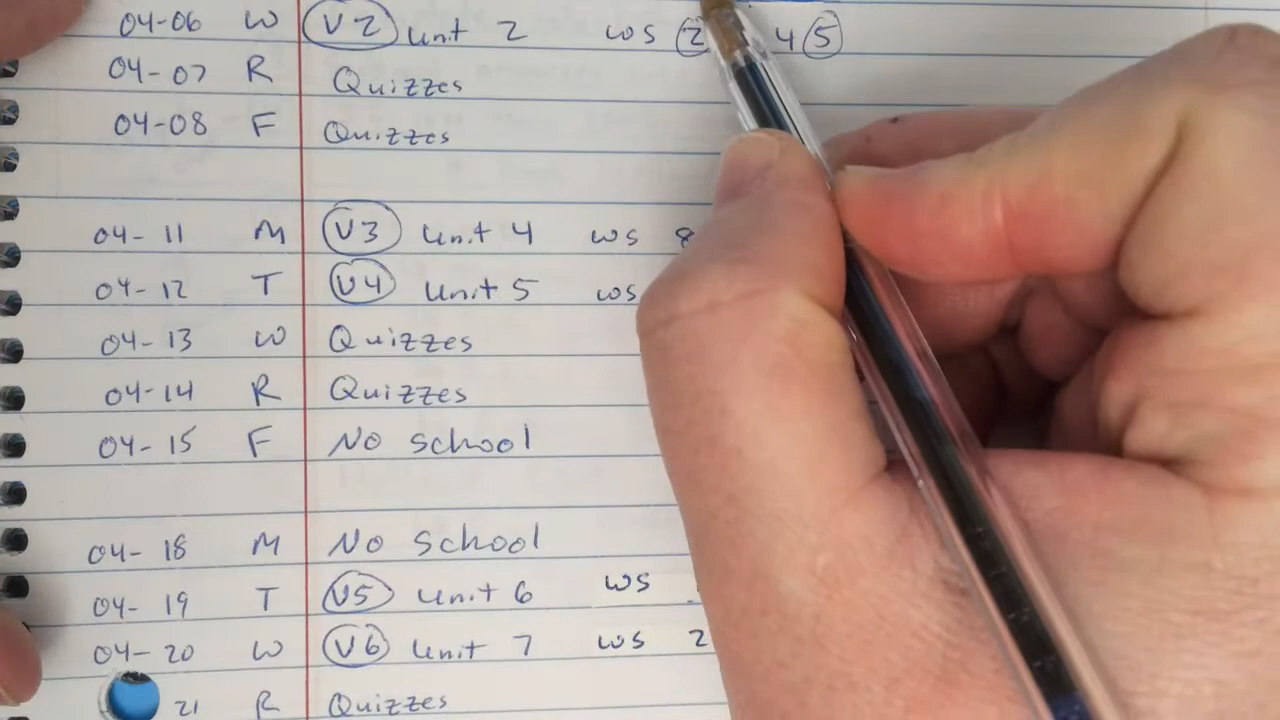 04-06 W V2 Unit 2 WS 2 4 5
04-07 R Quizzes
04-08 F Quizzes
04-11 M V3 Unit 4 WS 8
04-12 T V4 Unit 5 WS
04-13 W Quizzes
04-14 R Quizzes
04-15 F No school
04-18 M No School
04-19 T V5 Unit 6 WS
04-20 W V6 Unit 7 WS 2
21 R Quizzes